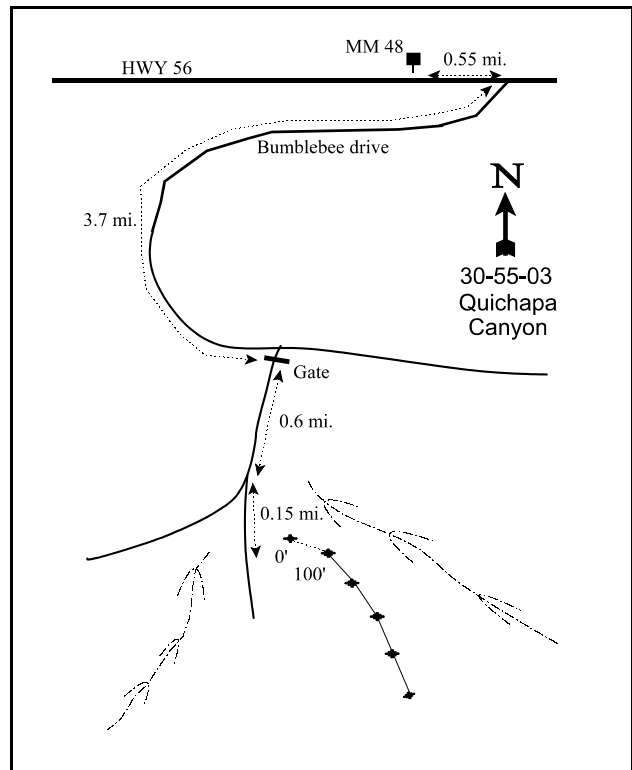 MM 48
0.55 mi.
HWY 56
Bumblebee drive
N
3.7 mi.
30-55-03
Quichapa
Canyon
Gate
0.6 mi.
0.15 mi.
0'
100'